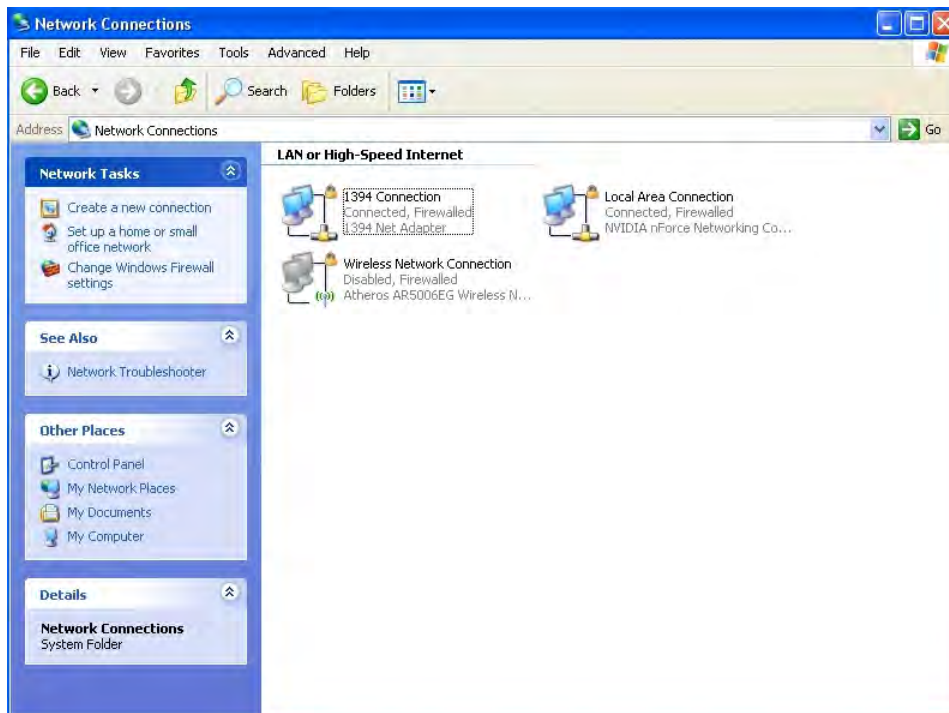 Network Connections
File Edit View Favorites Tools Advanced Help
Back Search Folders
Address Network Connections Go
Network Tasks
Create a new connection
Set up a home or small
office network
Change Windows Firewall
settings
See Also
Network Troubleshooter
Other Places
Control Panel
My Network Places
My Documents
My Computer
Details
Network Connections
System Folder
LAN or High-Speed Internet
1394 Connection
Connected, Firewalled
1394 Net Adapter
Local Area Connection
Connected, Firewalled
NVIDIA nForce Networking Co...
Wireless Network Connection
Disabled, Firewalled
Atheros AR5006EG Wireless N...